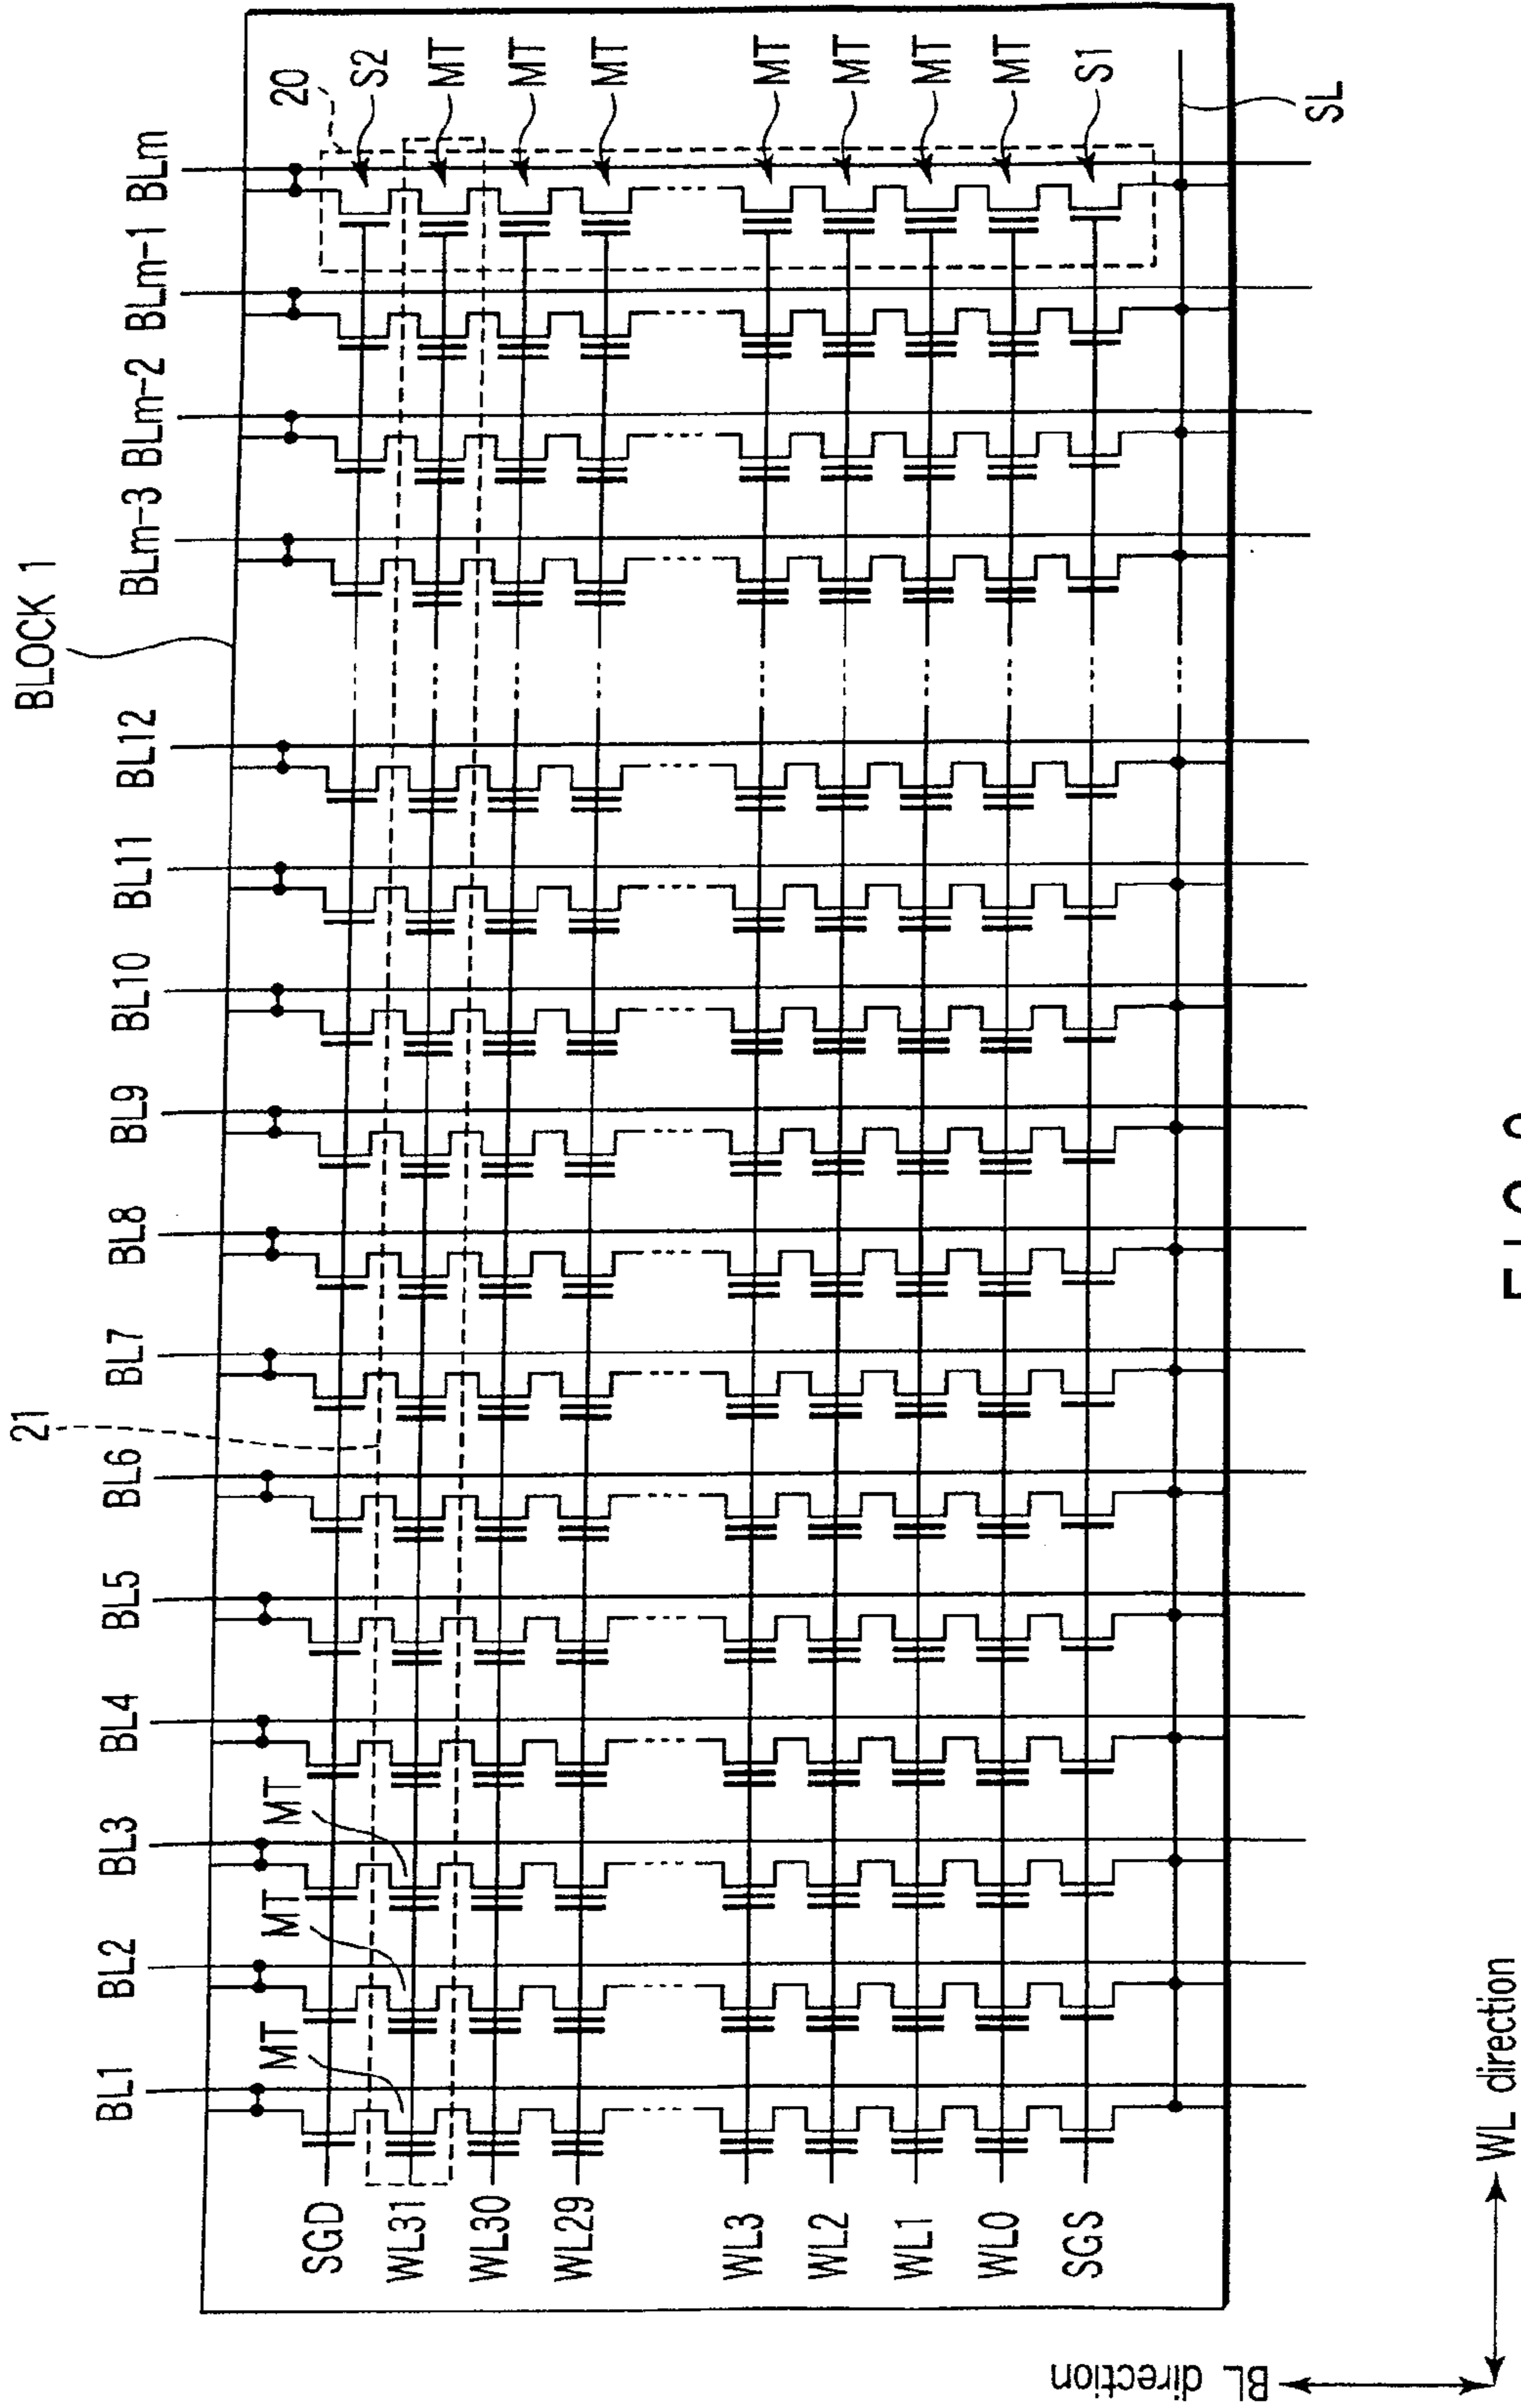 BLOCK 1
21
20
BL1
BL2
BL3
BL4
BL5
BL6
BL7
BL8
BL9
BL10
BL11
BL12
BLm-3
BLm-2
BLm-1
BLm
MT
MT
MT
SGD
WL31
WL30
WL29
WL3
WL2
WL1
WL0
SGS
S2
MT
MT
MT
MT
MT
MT
MT
S1
SL
BL direction
WL direction